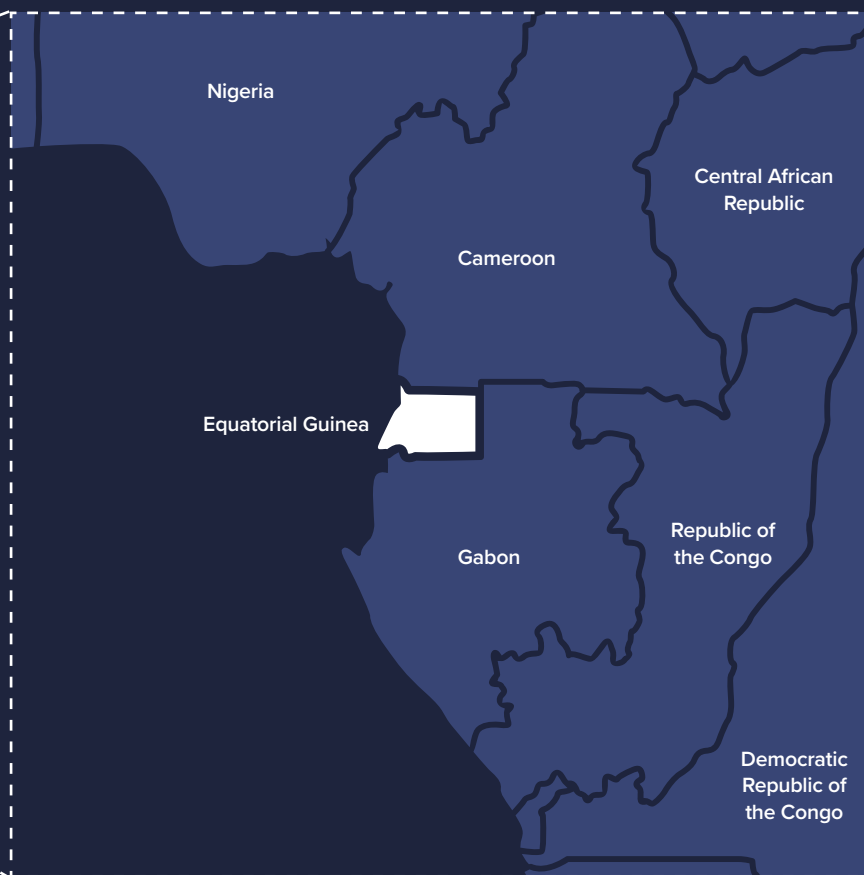 Nigeria
Central African
Republic
Cameroon
Equatorial Guinea
Republic of
the Congo
Gabon
Democratic
Republic of
the Congo